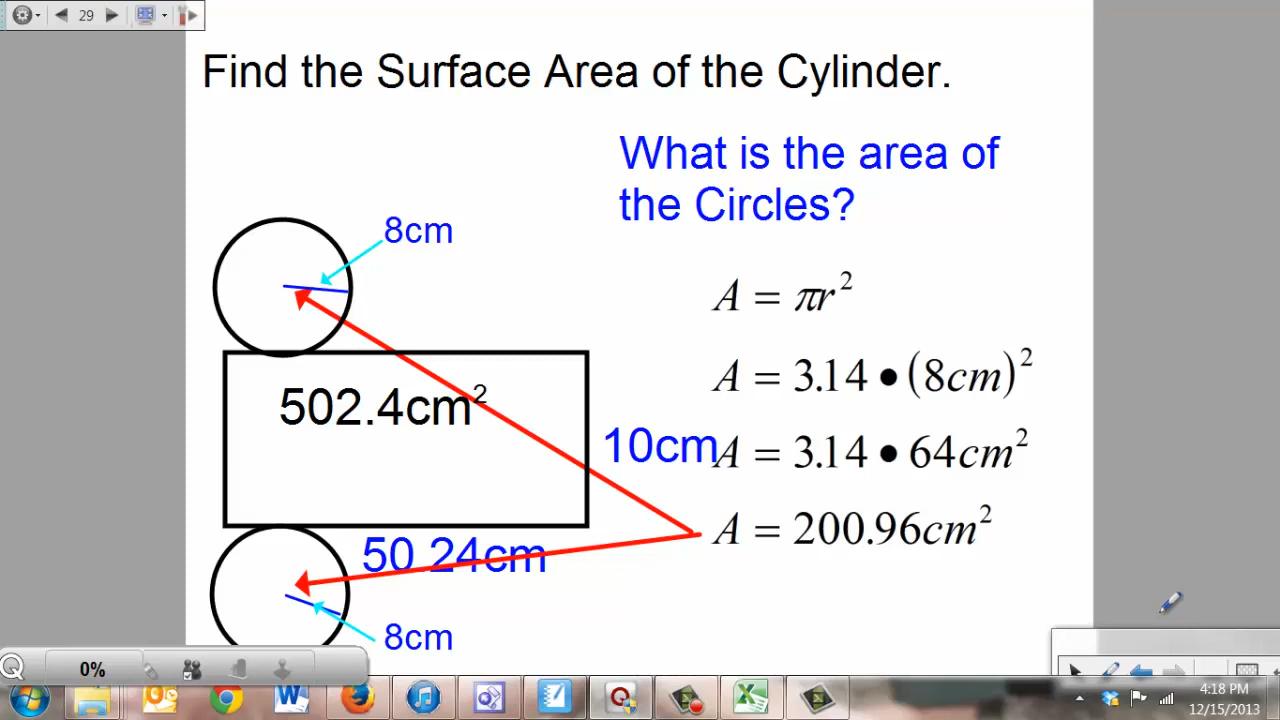 29
Find the Surface Area of the Cylinder.
What is the area of
the Circles?
8cm
A = πr²
A = 3.14 • (8cm)²
502.4cm²
10cm
A = 3.14 • 64cm²
A = 200.96cm²
50.24cm
8cm
0%
4:18 PM
12/15/2013